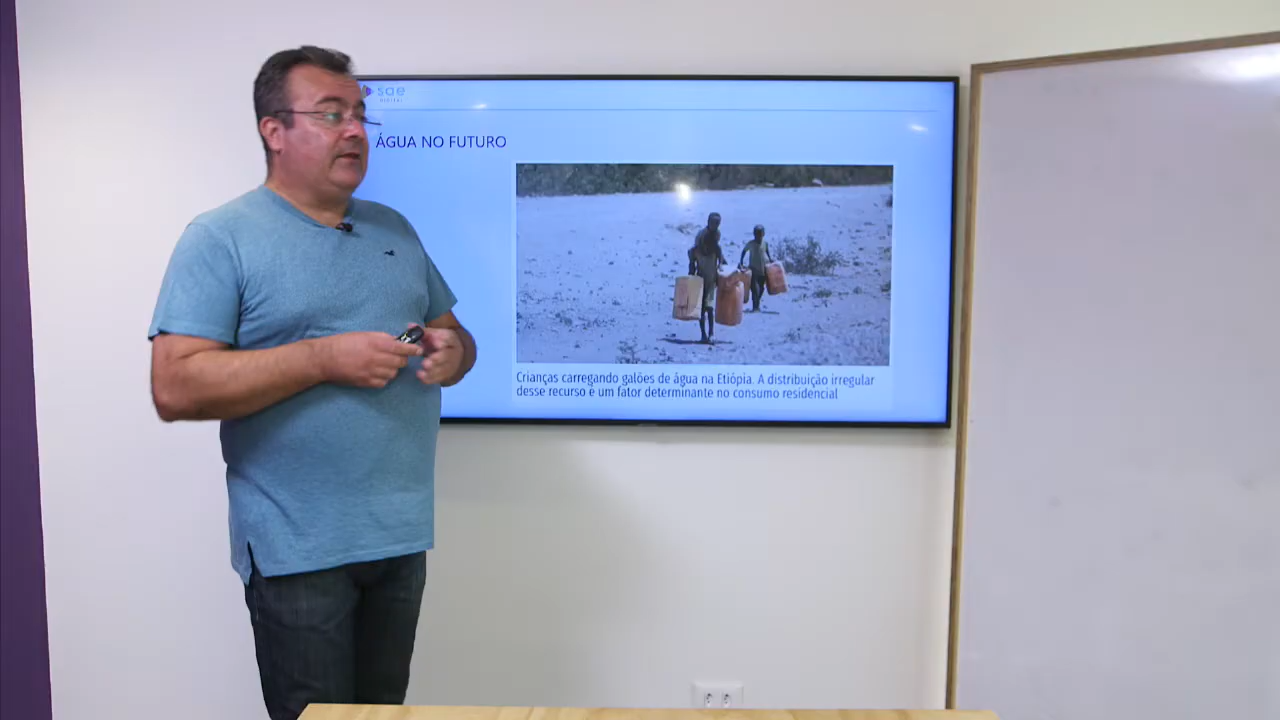 sae
DIGITAL
ÁGUA NO FUTURO
Crianças carregando galões de água na Etiópia. A distribuição irregular
desse recurso é um fator determinante no consumo residencial